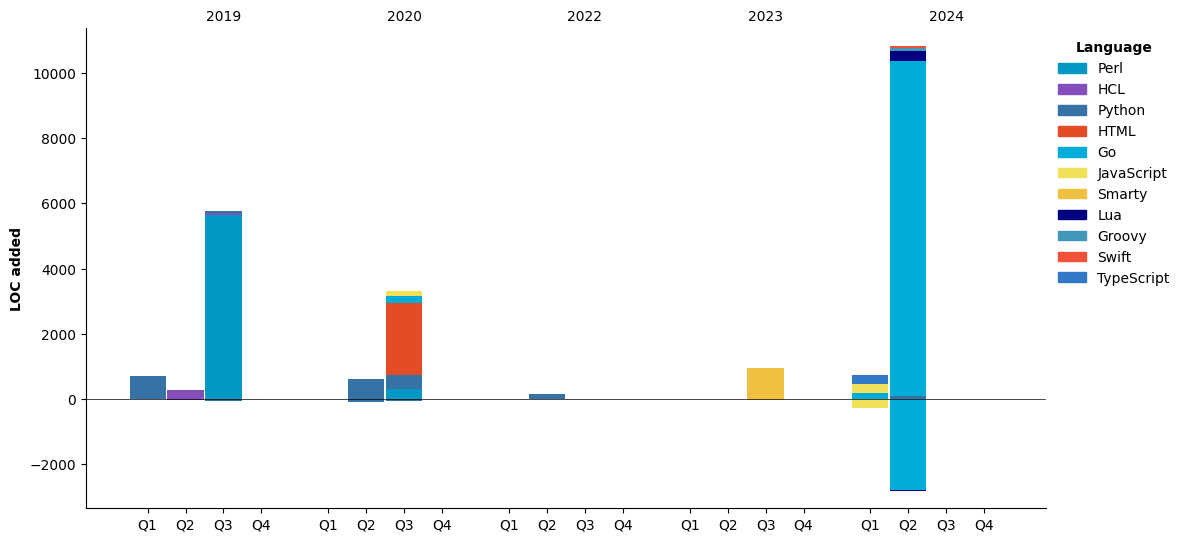 2019 2020 2022 2023 2024
Language
Perl
HCL
Python
HTML
Go
JavaScript
Smarty
Lua
Groovy
Swift
TypeScript
LOC added
10000
8000
6000
4000
2000
0
−2000
Q1 Q2 Q3 Q4 Q1 Q2 Q3 Q4 Q1 Q2 Q3 Q4 Q1 Q2 Q3 Q4 Q1 Q2 Q3 Q4